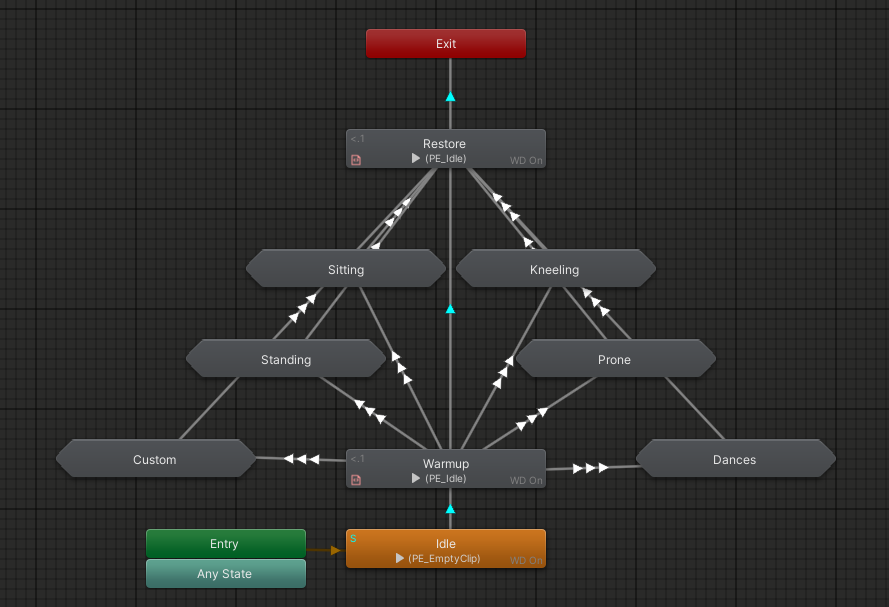 Exit
<.1
Restore
(PE_Idle)
WD On
Sitting
Kneeling
Standing
Prone
Custom
<.1
Warmup
(PE_Idle)
WD On
Dances
Entry
S
Idle
(PE_EmptyClip)
WD On
Any State